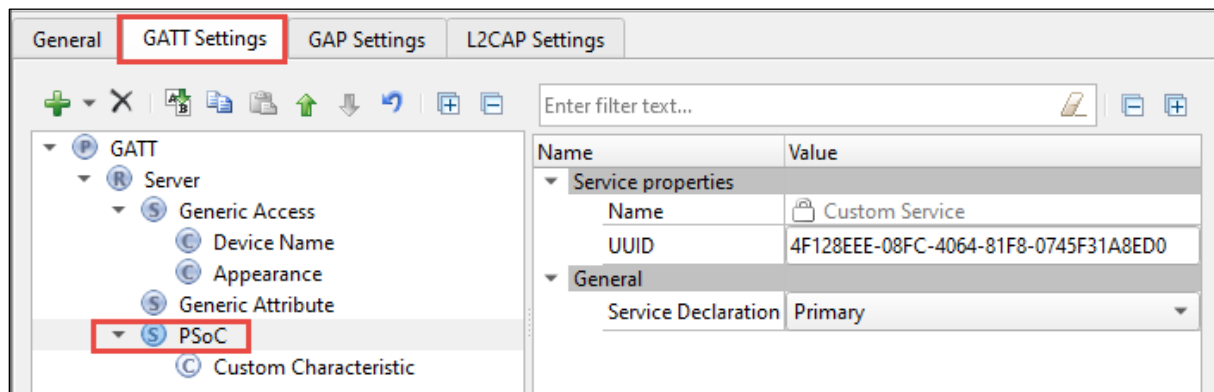 General GATT Settings GAP Settings L2CAP Settings
Enter filter text...
GATT
Server
Generic Access
Device Name
Appearance
Generic Attribute
PSoC
Custom Characteristic
Name Value
Service properties
Name Custom Service
UUID 4F128EEE-08FC-4064-81F8-0745F31A8ED0
General
Service Declaration Primary